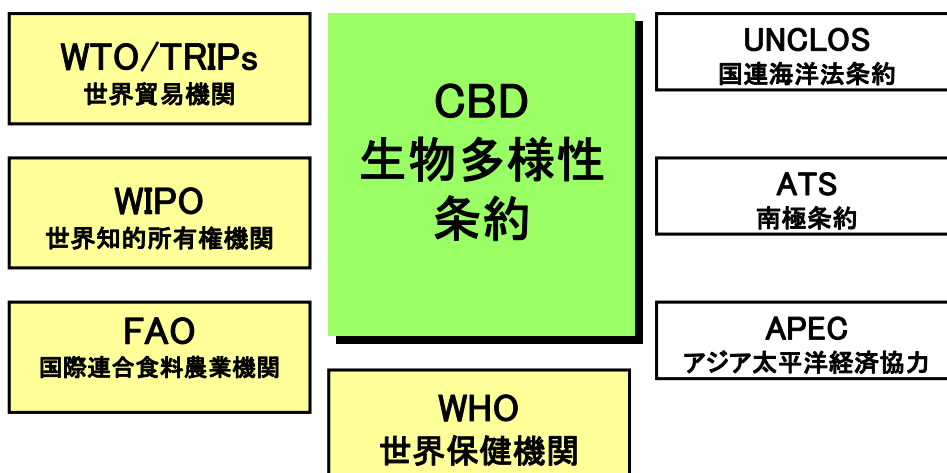 WTO/TRIPs
世界貿易機関
WIPO
世界知的所有権機関
FAO
国際連合食料農業機関
CBD
生物多様性
条約
WHO
世界保健機関
UNCLOS
国連海洋法条約
ATS
南極条約
APEC
アジア太平洋経済協力